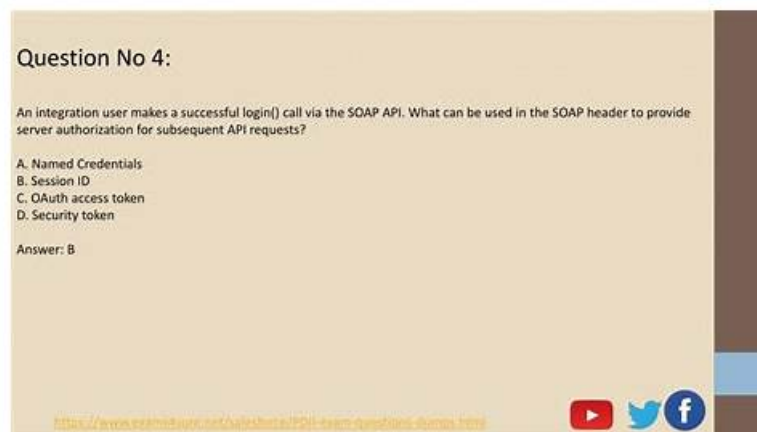 Question No 4:
An integration user makes a successful login() call via the SOAP API. What can be used in the SOAP header to provide
server authorization for subsequent API requests?
A. Named Credentials
B. Session ID
C. OAuth access token
D. Security token
Answer: B